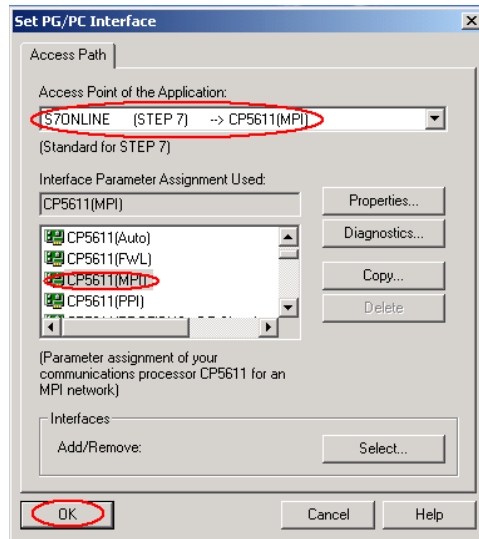 Set PG/PC Interface
Access Path
Access Point of the Application:
S7ONLINE (STEP 7) --> CP5611(MPI)
(Standard for STEP 7)
Interface Parameter Assignment Used:
CP5611(MPI)
Properties...
CP5611(Auto)
Diagnostics...
CP5611(FWL)
CP5611(MPI)
Copy...
CP5611(PPI)
Delete
(Parameter assignment of your
communications processor CP5611 for an
MPI network)
Interfaces
Add/Remove:
Select...
OK
Cancel
Help